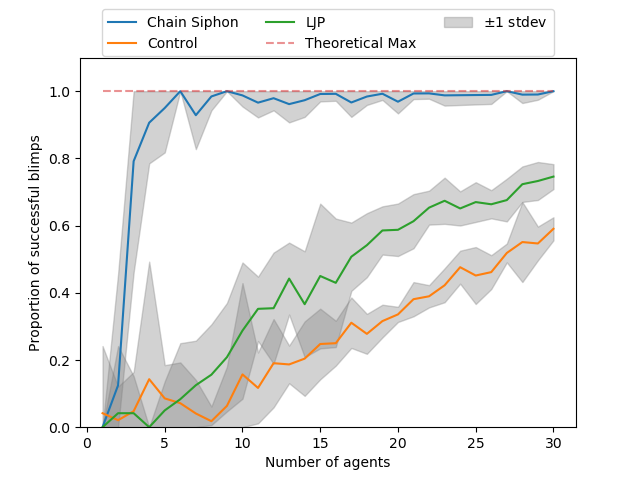 Chain Siphon
Control
LJP
Theoretical Max
±1 stdev
1.0
0.8
0.6
0.4
0.2
0.0
Proportion of successful blimps
0 5 10 15 20 25 30
Number of agents